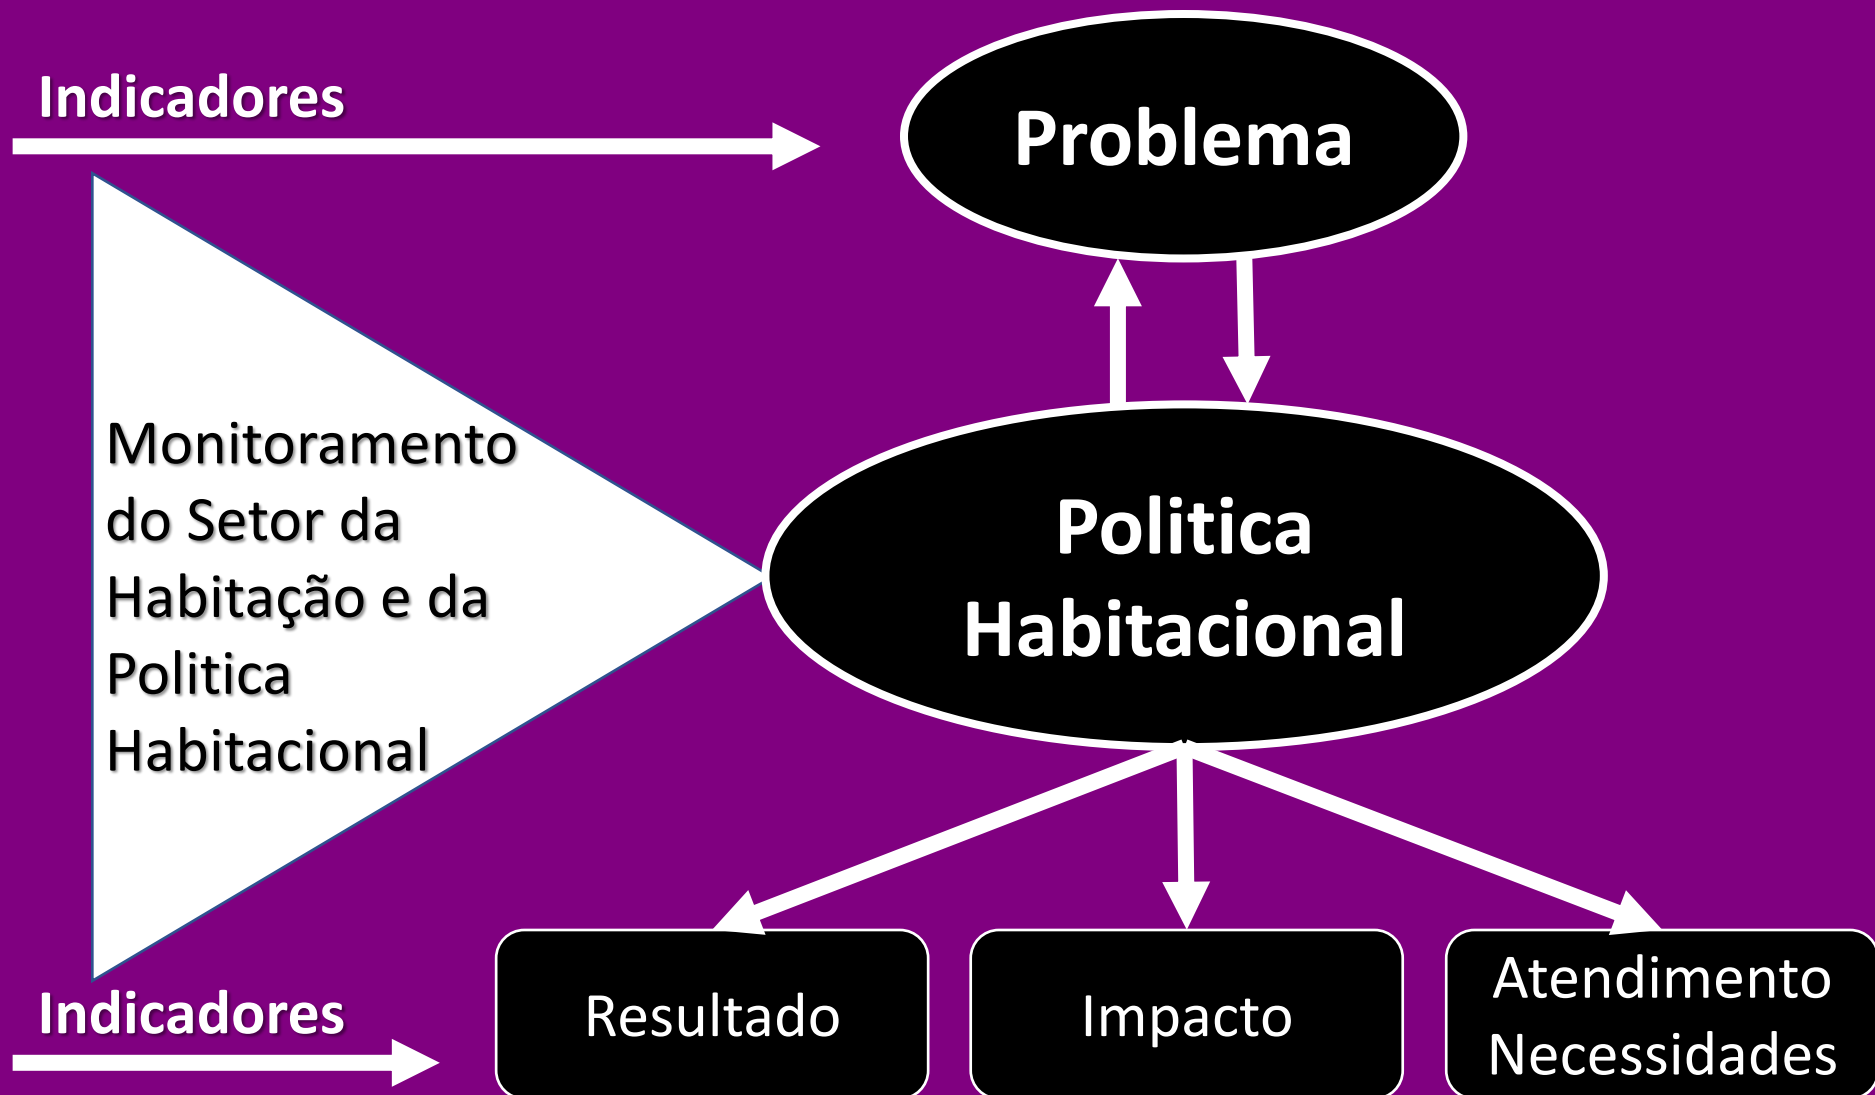 Indicadores
Problema
Monitoramento
do Setor da
Habitação e da
Politica
Habitacional
Politica
Habitacional
Indicadores
Resultado
Impacto
Atendimento
Necessidades